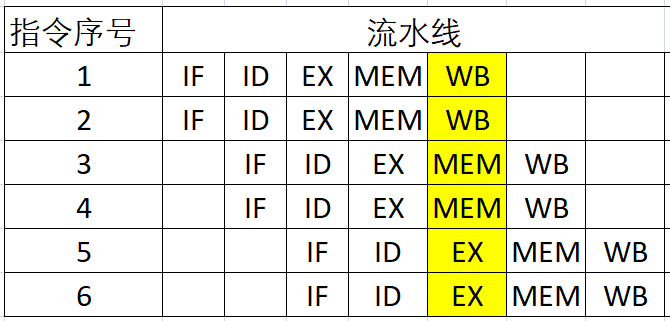 指令序号 流水线
1 IF ID EX MEM WB
2 IF ID EX MEM WB
3 IF ID EX MEM WB
4 IF ID EX MEM WB
5 IF ID EX MEM WB
6 IF ID EX MEM WB